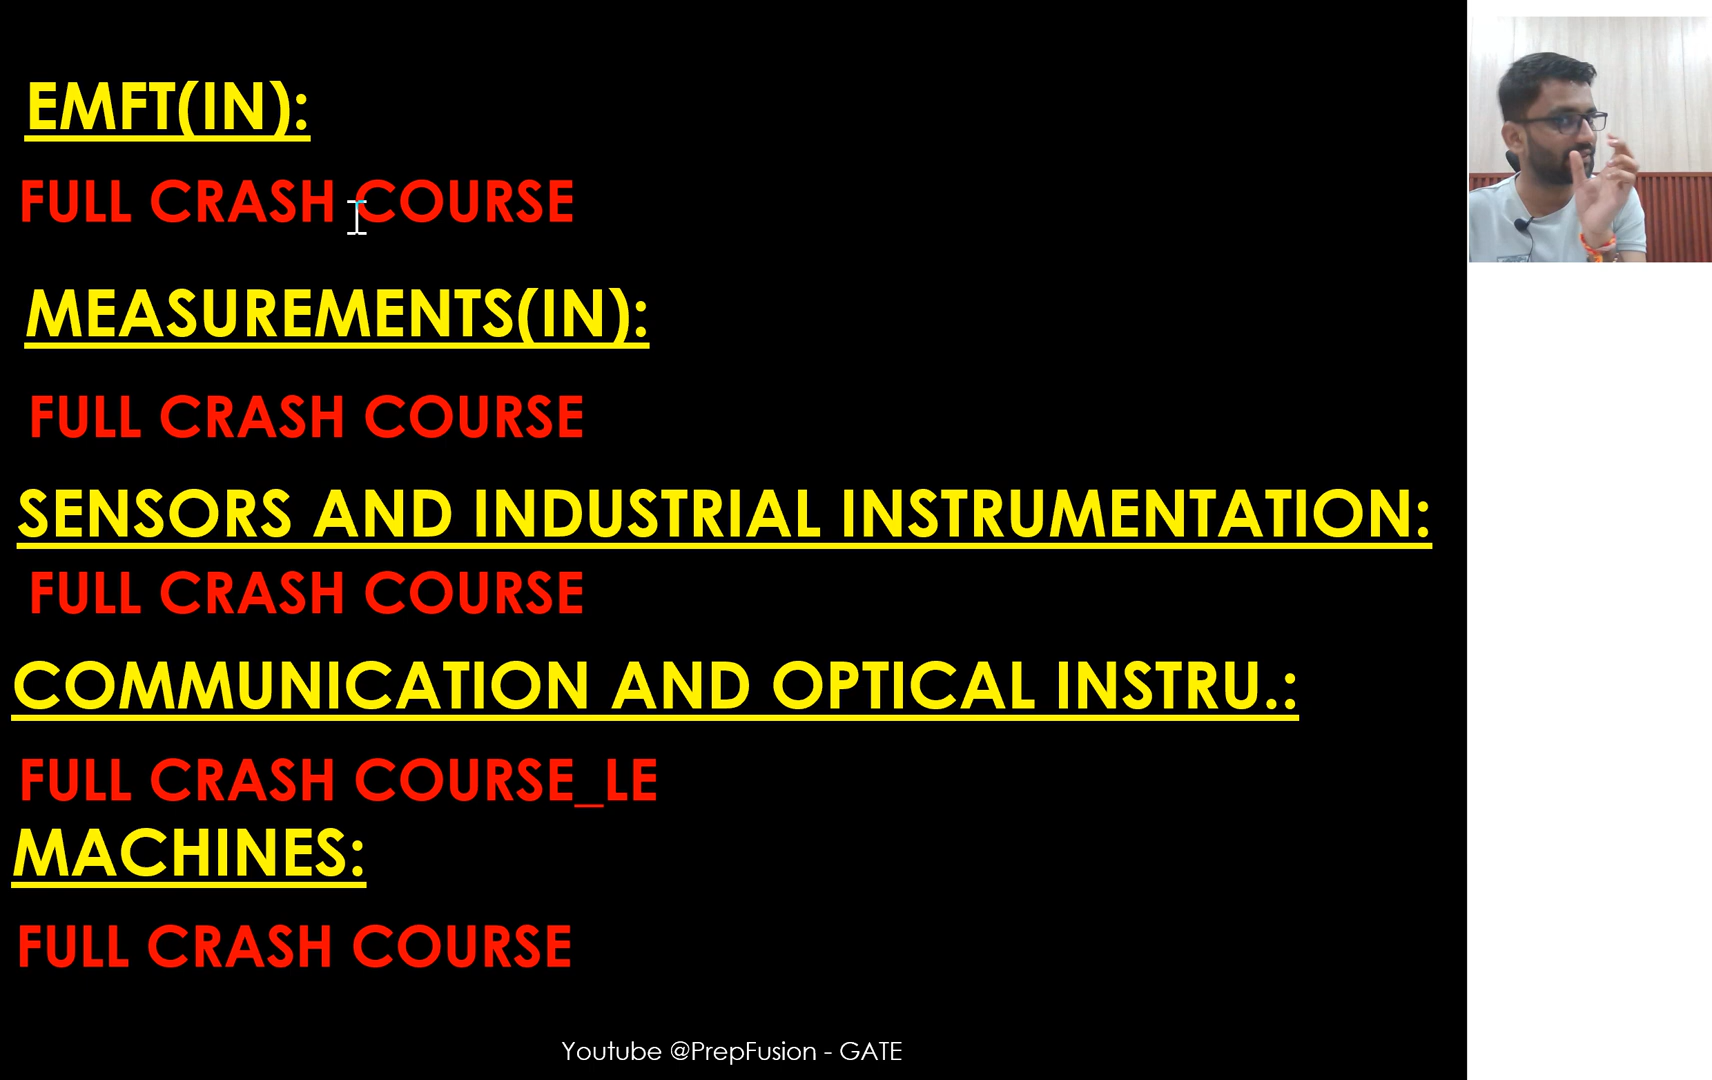 EMFT(IN):
FULL CRASH COURSE
MEASUREMENTS(IN):
FULL CRASH COURSE
SENSORS AND INDUSTRIAL INSTRUMENTATION:
FULL CRASH COURSE
COMMUNICATION AND OPTICAL INSTRU.:
FULL CRASH COURSE_LE
MACHINES:
FULL CRASH COURSE
Youtube @PrepFusion - GATE